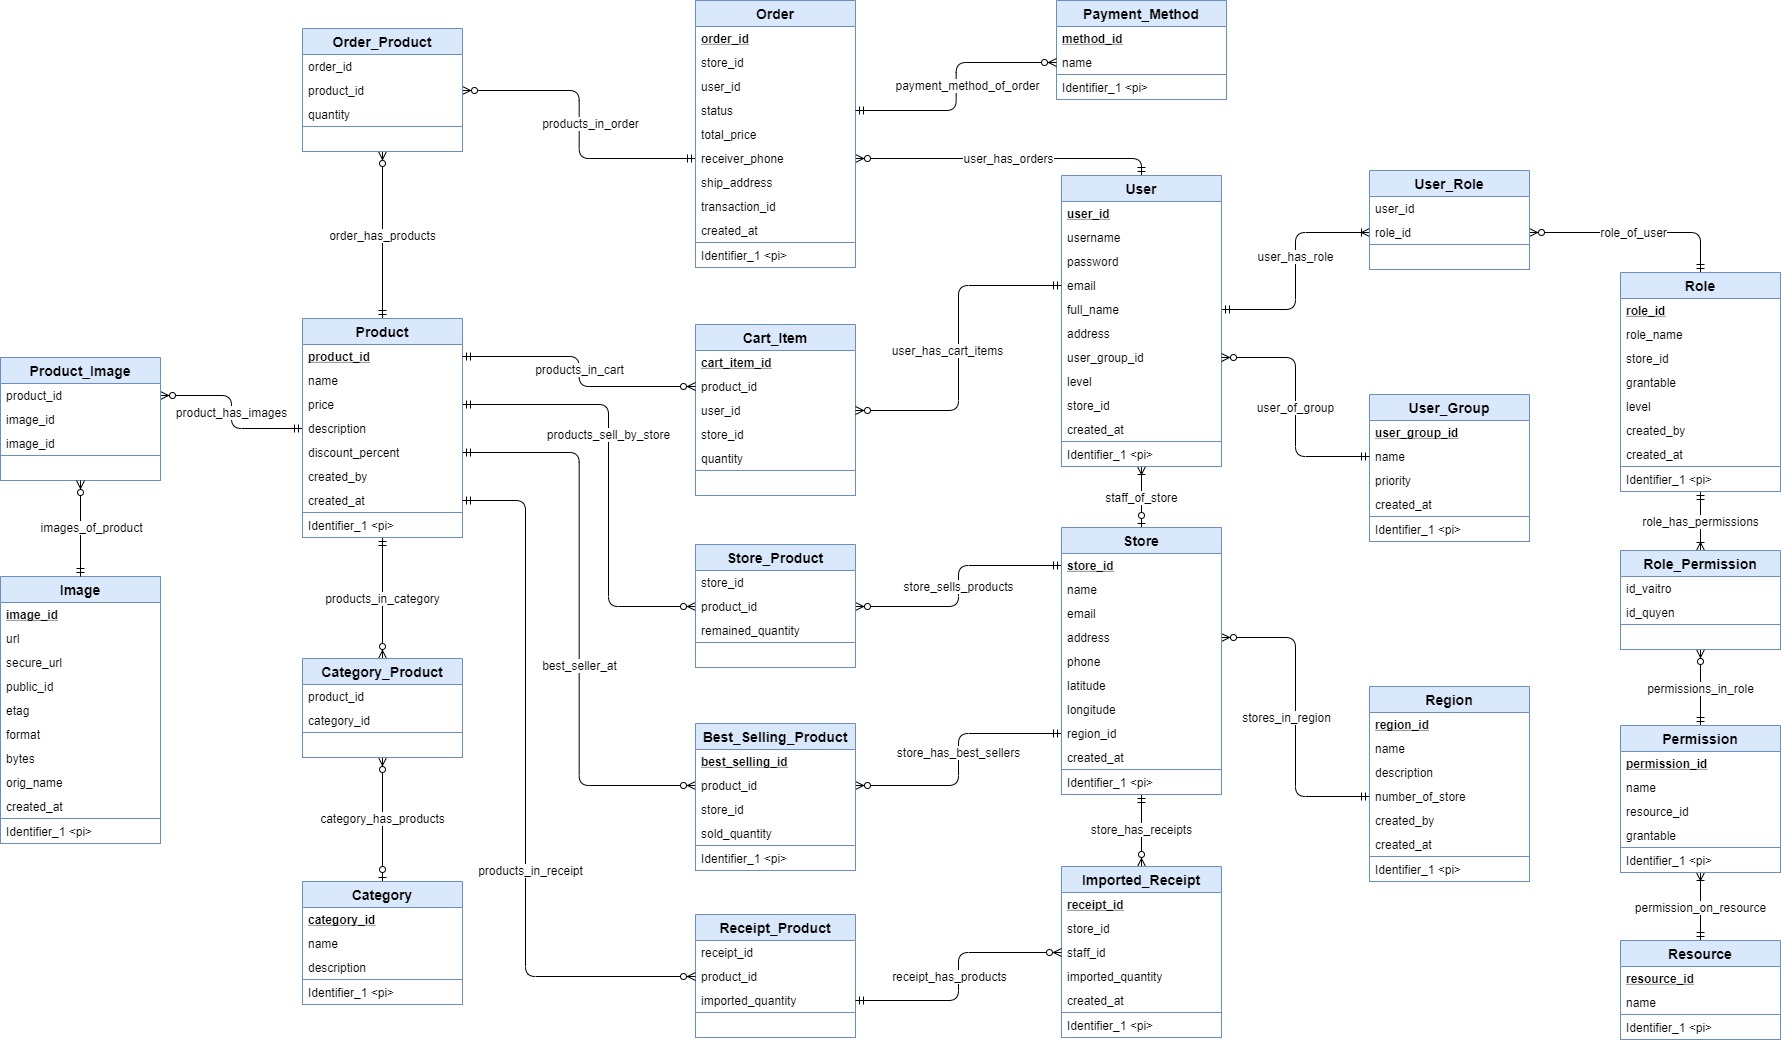 Order
order_id
store_id
user_id
status
total_price
receiver_phone
ship_address
transaction_id
created_at
Identifier_1 <pi>
Payment_Method
method_id
name
Identifier_1 <pi>
Order_Product
order_id
product_id
quantity
payment_method_of_order
products_in_order
user_has_orders
order_has_products
User
user_id
username
password
email
full_name
address
user_group_id
level
store_id
created_at
Identifier_1 <pi>
User_Role
user_id
role_id
role_of_user
user_has_role
Role
role_id
role_name
store_id
grantable
level
created_by
created_at
Identifier_1 <pi>
Product
product_id
name
price
description
discount_percent
created_by
created_at
Identifier_1 <pi>
Cart_Item
cart_item_id
product_id
user_id
store_id
quantity
user_has_cart_items
products_in_cart
products_sell_by_store
Product_Image
product_id
image_id
image_id
product_has_images
user_of_group
User_Group
user_group_id
name
priority
created_at
Identifier_1 <pi>
images_of_product
staff_of_store
role_has_permissions
Image
image_id
url
secure_url
public_id
etag
format
bytes
orig_name
created_at
Identifier_1 <pi>
products_in_category
Store_Product
store_id
product_id
remained_quantity
store_sells_products
Store
store_id
name
email
address
phone
latitude
longitude
region_id
created_at
Identifier_1 <pi>
Role_Permission
id_vaitro
id_quyen
permissions_in_role
Category_Product
product_id
category_id
best_seller_at
Best_Selling_Product
best_selling_id
product_id
store_id
sold_quantity
Identifier_1 <pi>
store_has_best_sellers
stores_in_region
Region
region_id
name
description
number_of_store
created_by
created_at
Identifier_1 <pi>
Permission
permission_id
name
resource_id
grantable
Identifier_1 <pi>
category_has_products
store_has_receipts
products_in_receipt
Category
category_id
name
description
Identifier_1 <pi>
Receipt_Product
receipt_id
product_id
imported_quantity
receipt_has_products
Imported_Receipt
receipt_id
store_id
staff_id
imported_quantity
created_at
Identifier_1 <pi>
permission_on_resource
Resource
resource_id
name
Identifier_1 <pi>